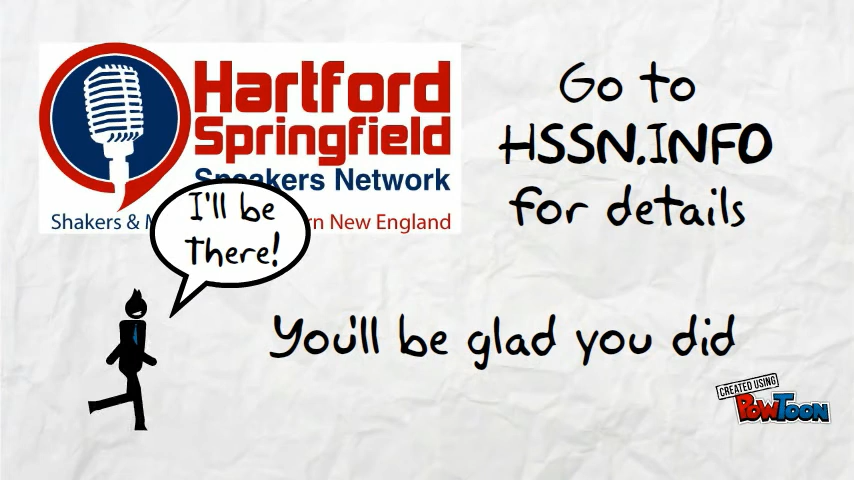 Hartford
Springfield
Speakers Network
Shakers & M
rn New England
I'll be
there!
Go to
HSSN.INFO
for details
You'll be glad you did
CREATED USING
POWTOON